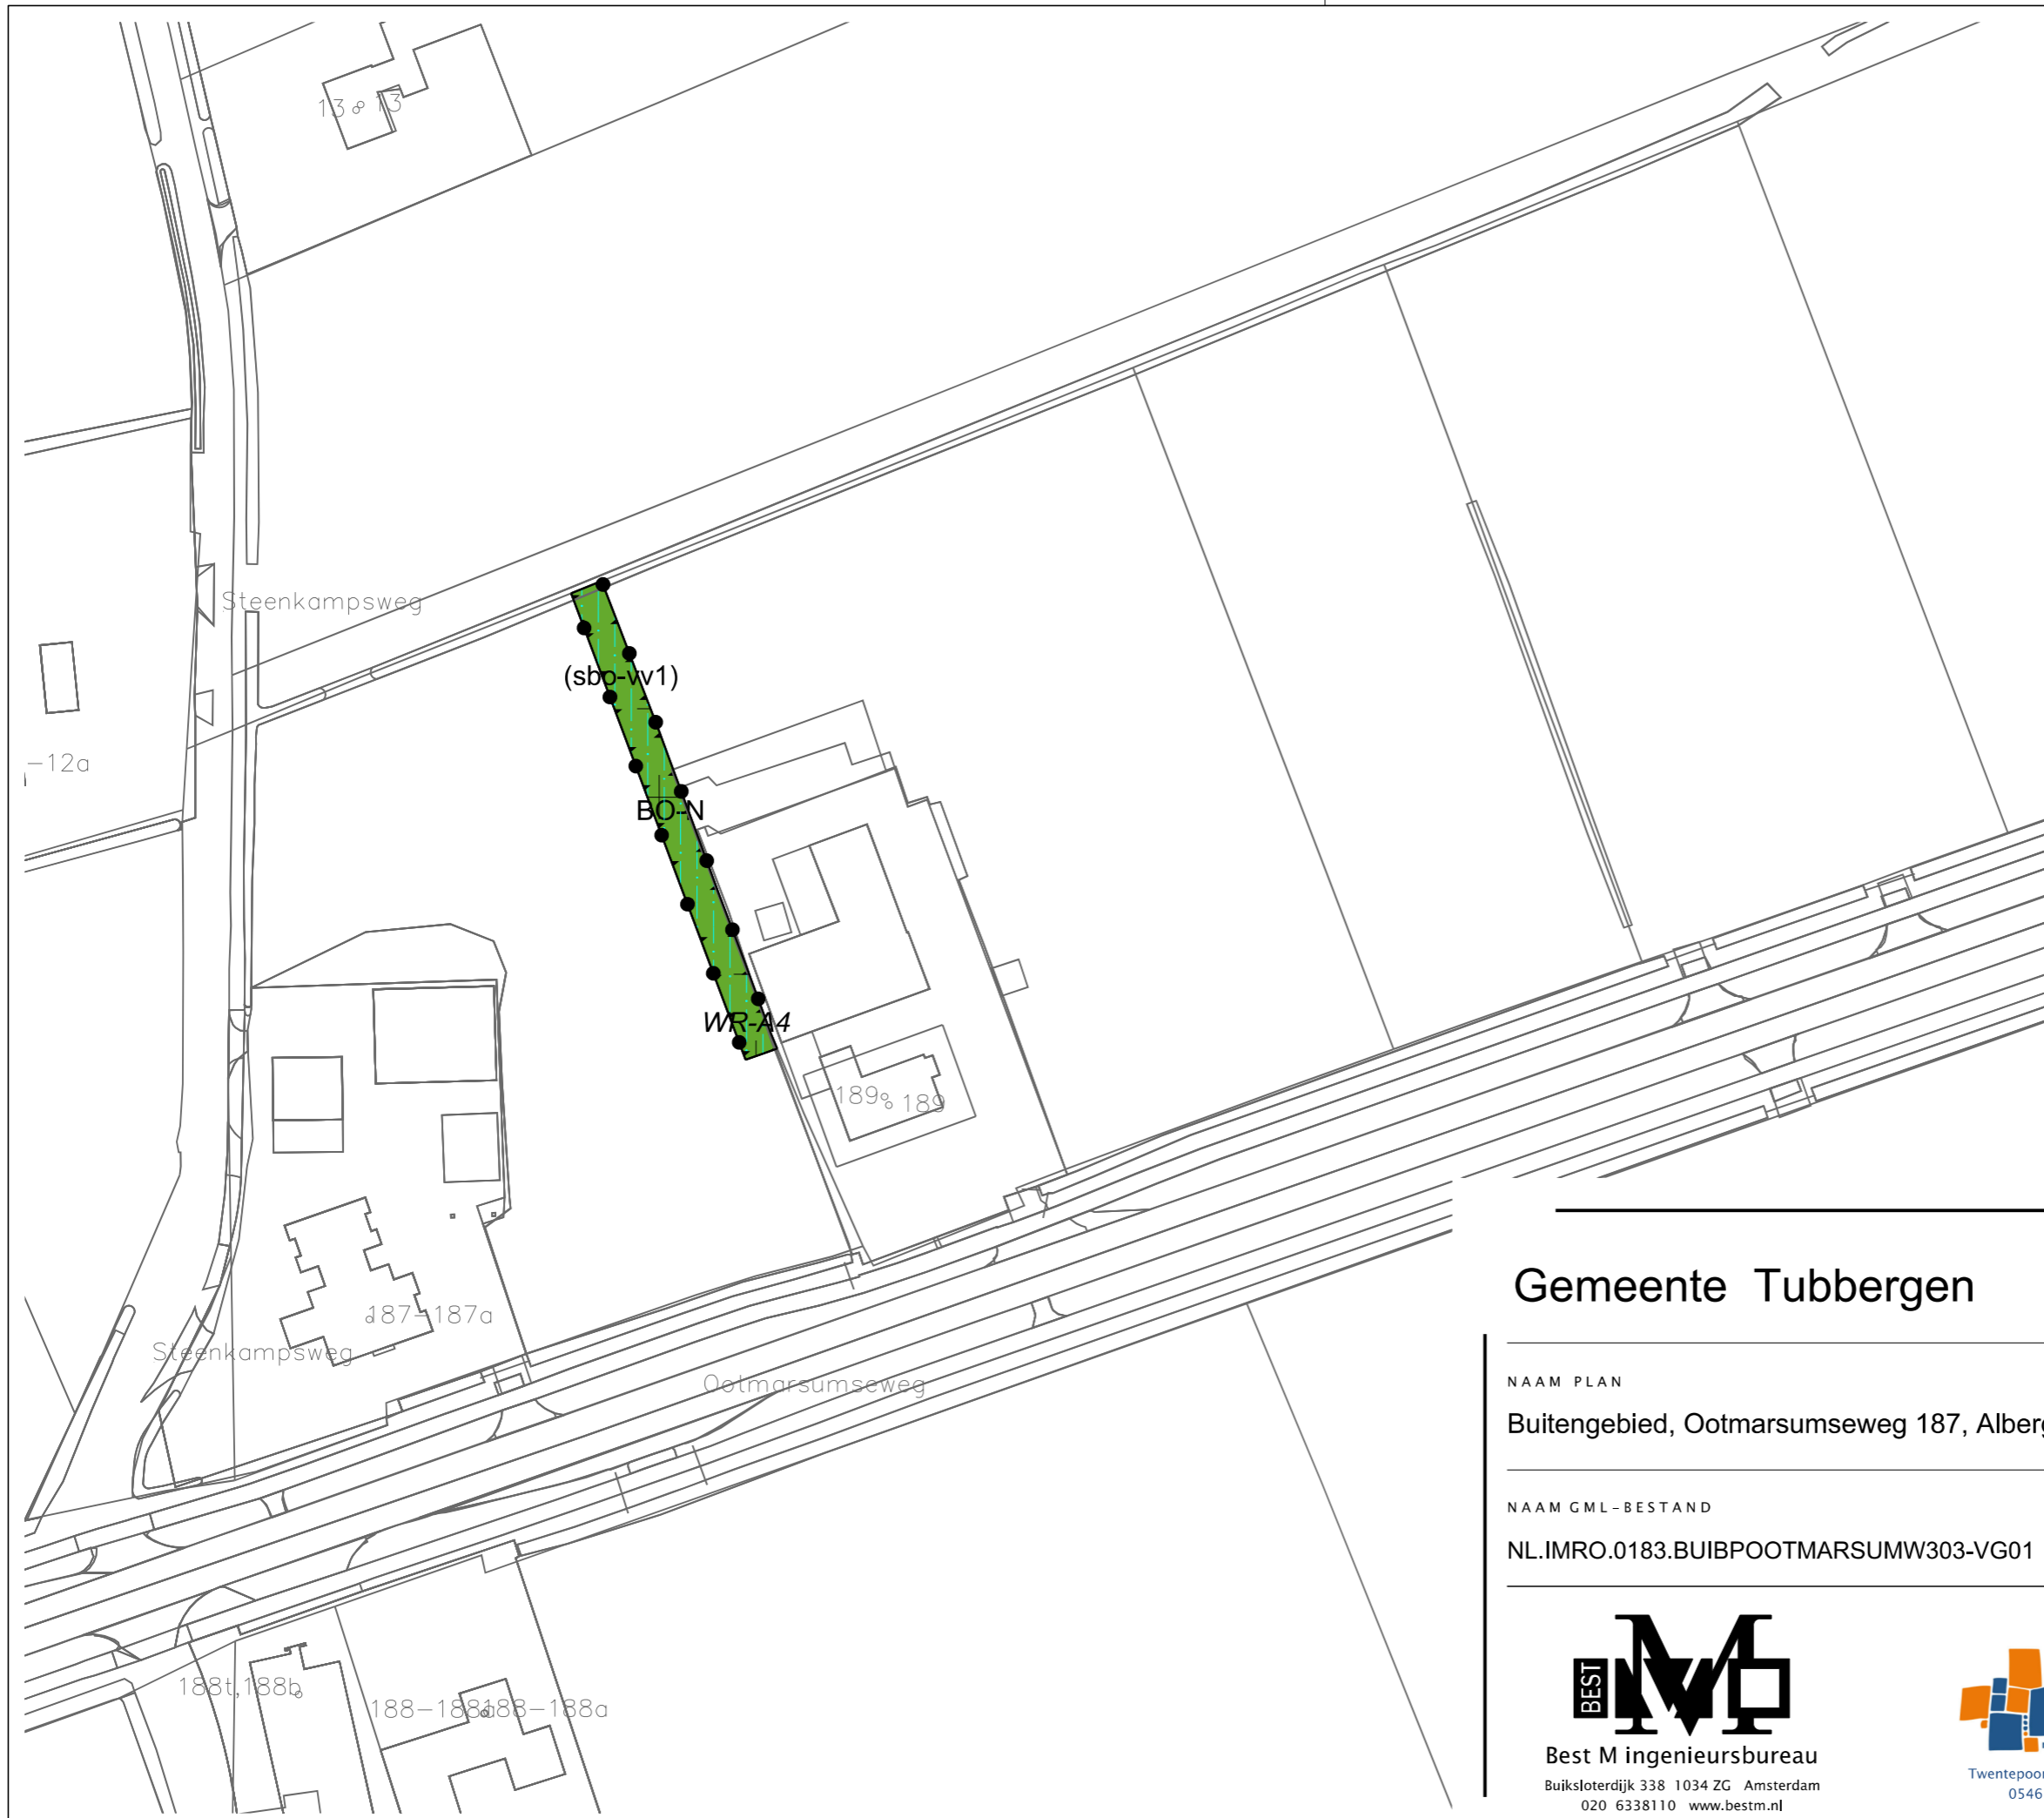 13 13
Steenkampsweg
(sbo-vv1)
-12a
BO-N
WR-A4
189 189
187-187a
Steenkampsweg
Ootmarsumseweg
188t,188b
188-188a 188-188a
Gemeente Tubbergen
NAAM PLAN
Buitengebied, Ootmarsumseweg 187, Alberg
NAAM GML-BESTAND
NL.IMRO.0183.BUIBPOOTMARSUMW303-VG01
BEST M
Best M ingenieursbureau
Buiksloterdijk 338 1034 ZG Amsterdam
020 6338110 www.bestm.nl
Twentepoor
0546